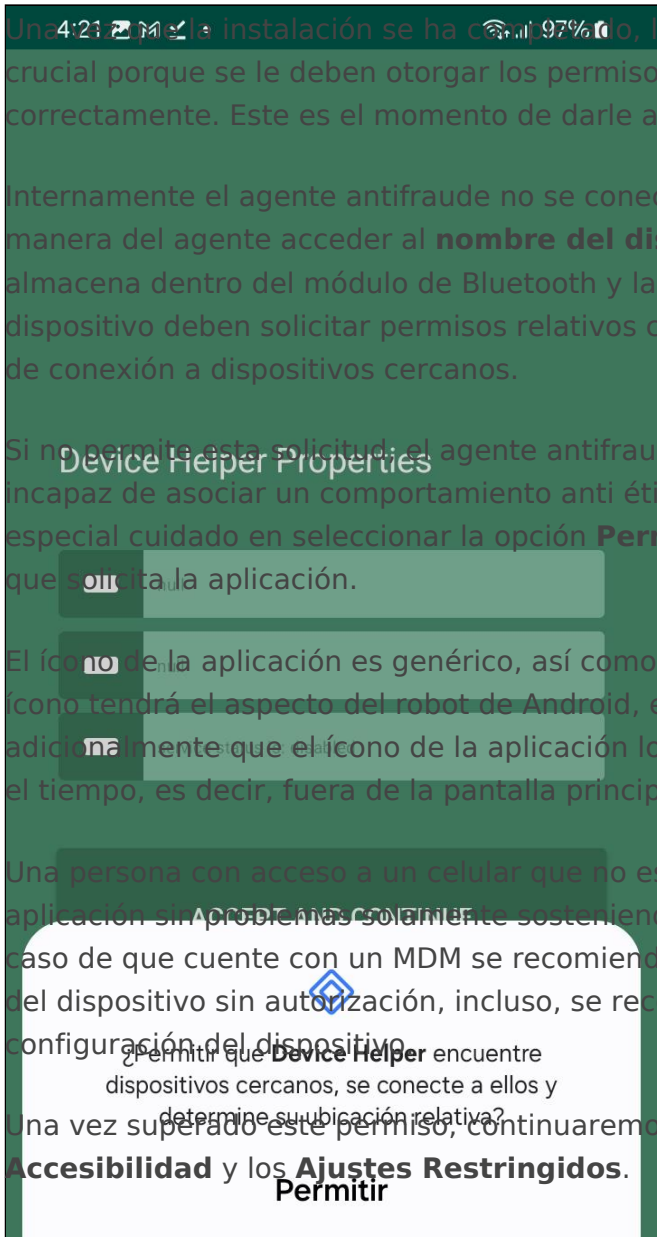 4:21 97%
Una vez que la instalación se ha completado, l
crucial porque se le deben otorgar los permiso
correctamente. Este es el momento de darle a
Internamente el agente antifraude no se conec
manera del agente acceder al nombre del dis
almacena dentro del módulo de Bluetooth y la
dispositivo deben solicitar permisos relativos c
de conexión a dispositivos cercanos.
Si no permite esta solicitud, el agente antifrau
Device Helper Properties
incapaz de asociar un comportamiento anti éti
especial cuidado en seleccionar la opción Perm
que solicita la aplicación.
null
El ícono de la aplicación es genérico, así como
null
ícono tendrá el aspecto del robot de Android, e
adicionalmente que el ícono de la aplicación lo
disabled
el tiempo, es decir, fuera de la pantalla princip
Una persona con acceso a un celular que no es
aplicación sin problemas solamente sosteniend
ACCEPT AND CONTINUE
caso de que cuente con un MDM se recomiend
del dispositivo sin autorización, incluso, se rec
configuración del dispositivo.
¿Permitir que Device Helper encuentre
dispositivos cercanos, se conecte a ellos y
determine su ubicación relativa?
Una vez superado este permiso, continuaremo
Accesibilidad y los Ajustes Restringidos.
Permitir